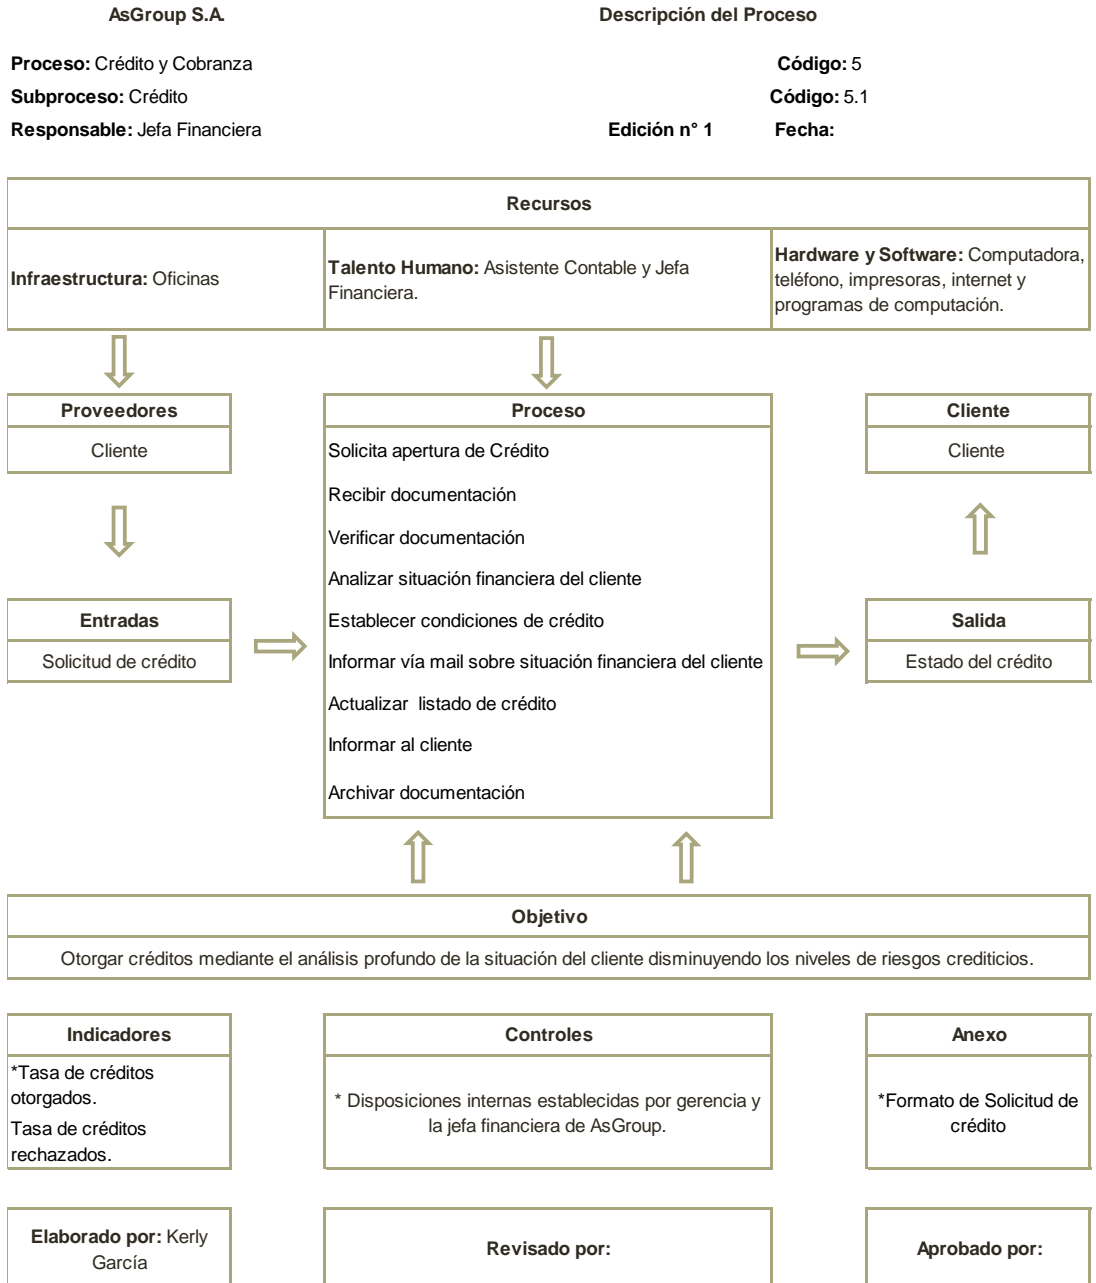 AsGroup S.A.
Descripción del Proceso
Proceso: Crédito y Cobranza
Código: 5
Subproceso: Crédito
Código: 5.1
Responsable: Jefa Financiera
Edición n° 1
Fecha:
Recursos
Infraestructura: Oficinas
Talento Humano: Asistente Contable y Jefa
Financiera.
Hardware y Software: Computadora,
teléfono, impresoras, internet y
programas de computación.
Proveedores
Cliente
Proceso
Solicita apertura de Crédito
Recibir documentación
Verificar documentación
Analizar situación financiera del cliente
Establecer condiciones de crédito
Informar vía mail sobre situación financiera del cliente
Actualizar listado de crédito
Informar al cliente
Archivar documentación
Cliente
Cliente
Entradas
Solicitud de crédito
Salida
Estado del crédito
Objetivo
Otorgar créditos mediante el análisis profundo de la situación del cliente disminuyendo los niveles de riesgos crediticios.
Indicadores
*Tasa de créditos
otorgados.
Tasa de créditos
rechazados.
Controles
* Disposiciones internas establecidas por gerencia y
la jefa financiera de AsGroup.
Anexo
*Formato de Solicitud de
crédito
Elaborado por: Kerly
García
Revisado por:
Aprobado por: